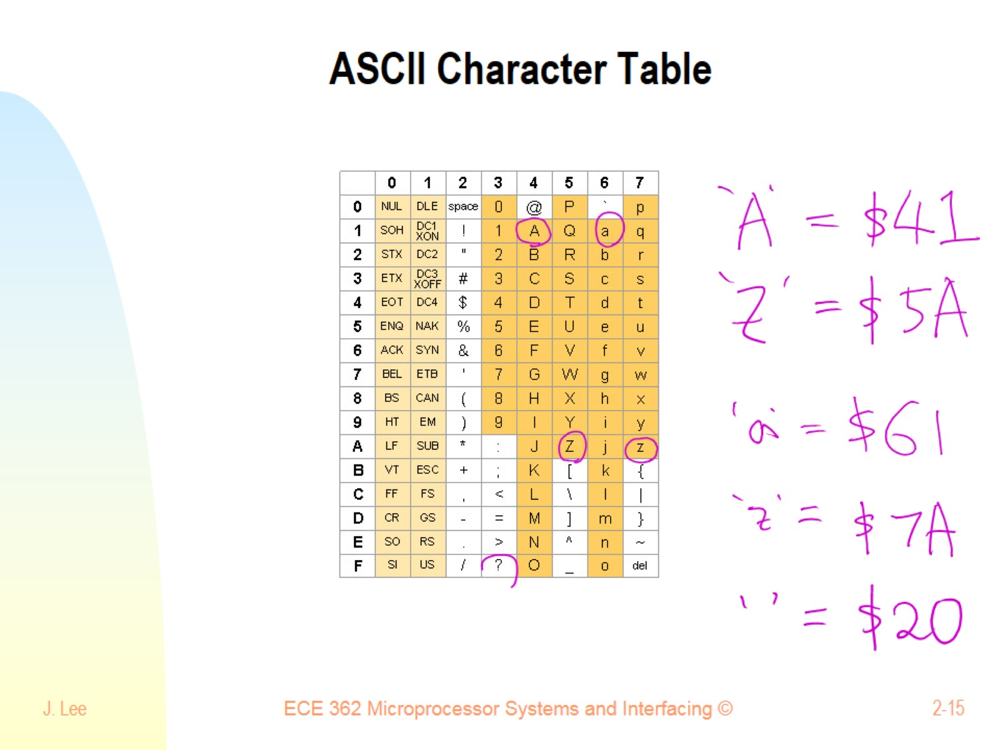 ASCII Character Table
0 1 2 3 4 5 6 7
0 NUL DLE space 0 @ P ` p
1 SOH DC1 XON ! 1 A Q a q
2 STX DC2 " 2 B R b r
3 ETX DC3 XOFF # 3 C S c s
4 EOT DC4 $ 4 D T d t
5 ENQ NAK % 5 E U e u
6 ACK SYN & 6 F V f v
7 BEL ETB ' 7 G W g w
8 BS CAN ( 8 H X h x
9 HT EM ) 9 I Y i y
A LF SUB * : J Z j z
B VT ESC + ; K [ k {
C FF FS , < L \ l |
D CR GS - = M ] m }
E SO RS . > N ^ n ~
F SI US / ? O _ o del
'A' = $41
'Z' = $5A
'a' = $61
'z' = $7A
' ' = $20
J. Lee
ECE 362 Microprocessor Systems and Interfacing ©
2-15